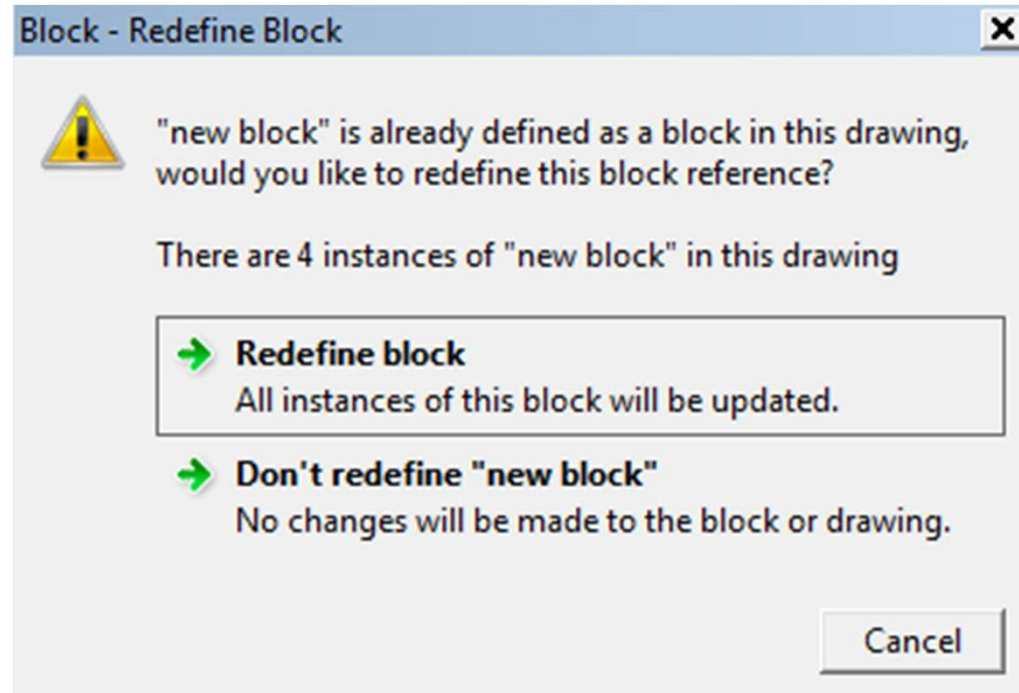 Block - Redefine Block
"new block" is already defined as a block in this drawing,
would you like to redefine this block reference?
There are 4 instances of "new block" in this drawing
Redefine block
All instances of this block will be updated.
Don't redefine "new block"
No changes will be made to the block or drawing.
Cancel